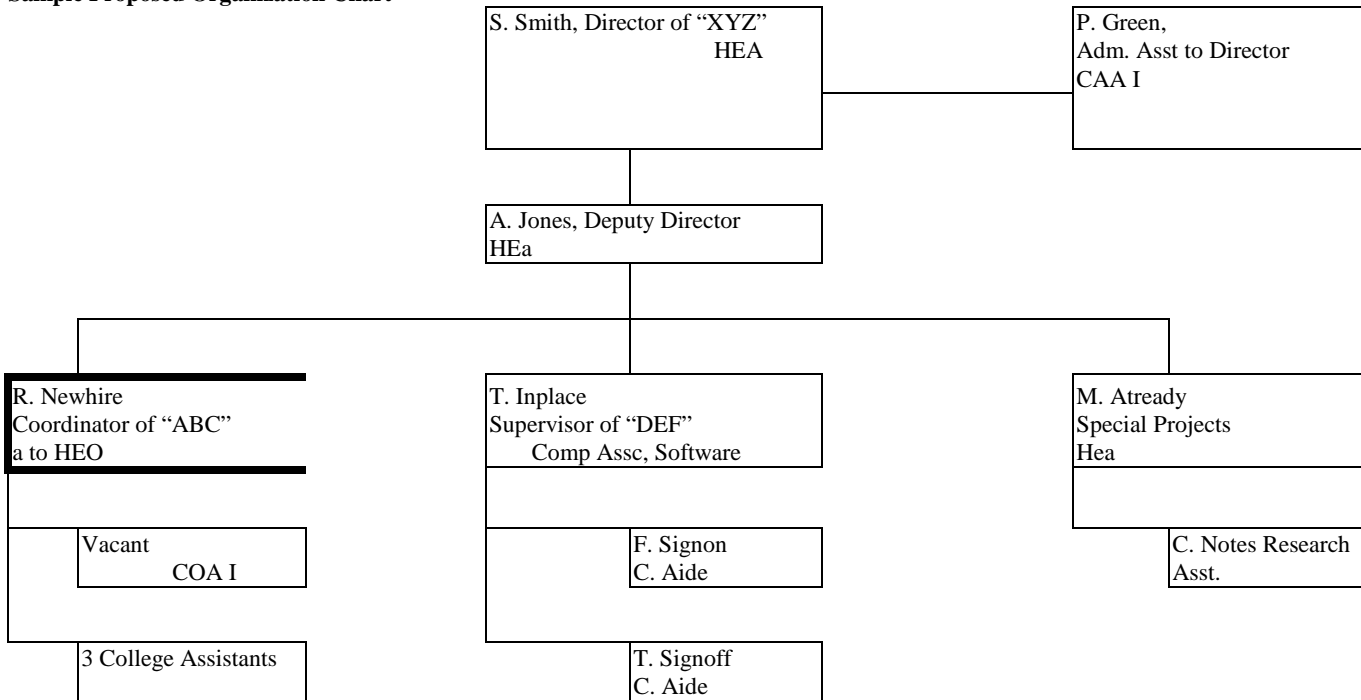 Sample Proposed Organization Chart
S. Smith, Director of “XYZ”
HEA
P. Green,
Adm. Asst to Director
CAA I
A. Jones, Deputy Director
HEa
R. Newhire
Coordinator of “ABC”
a to HEO
T. Inplace
Supervisor of “DEF”
Comp Assc, Software
M. Atready
Special Projects
Hea
Vacant
COA I
F. Signon
C. Aide
C. Notes Research
Asst.
3 College Assistants
T. Signoff
C. Aide